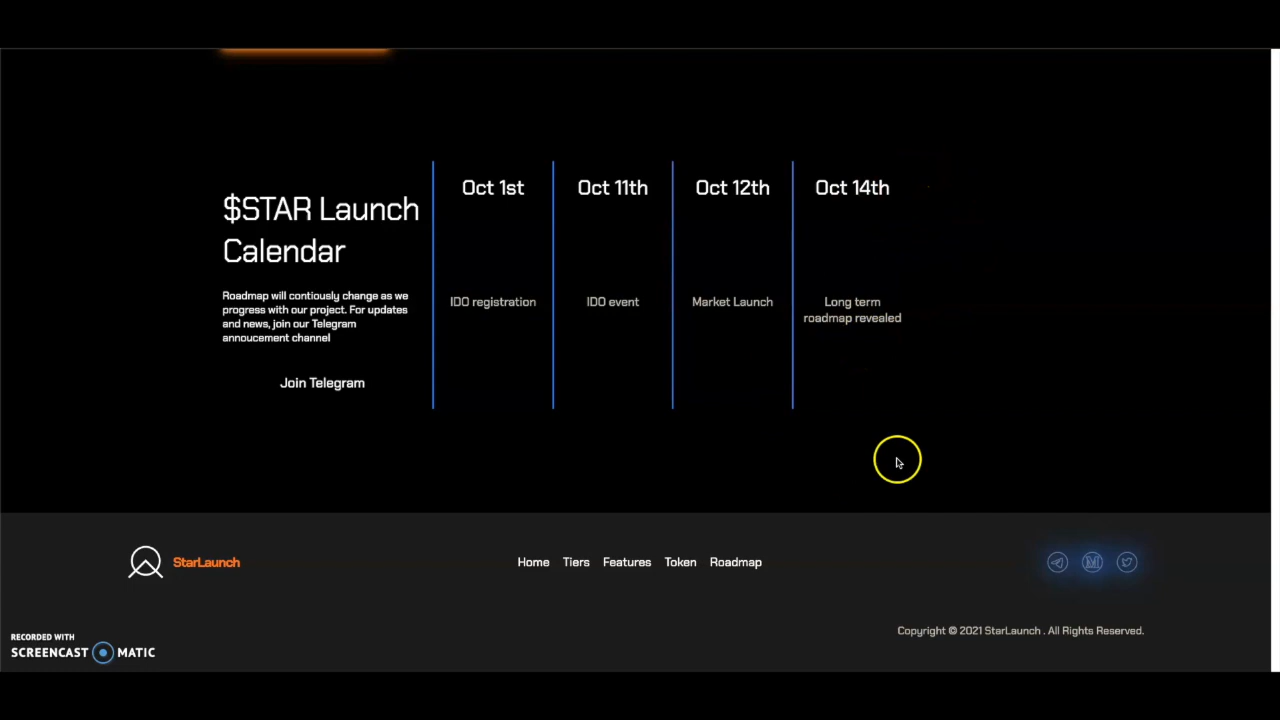 $STAR Launch
Calendar
Roadmap will contiously change as we
progress with our project. For updates
and news, join our Telegram
annoucement channel
Join Telegram
Oct 1st
IDO registration
Oct 11th
IDO event
Oct 12th
Market Launch
Oct 14th
Long term
roadmap revealed
StarLaunch
Home Tiers Features Token Roadmap
M
Copyright © 2021 StarLaunch . All Rights Reserved.
RECORDED WITH
SCREENCAST MATIC